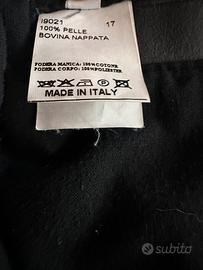 I9021 17
100% PELLE
BOVINA NAPPATA
FODERA MANICA:100%COTONE
FODERA CORPO:100%POLIESTER
MADE IN ITALY
subito